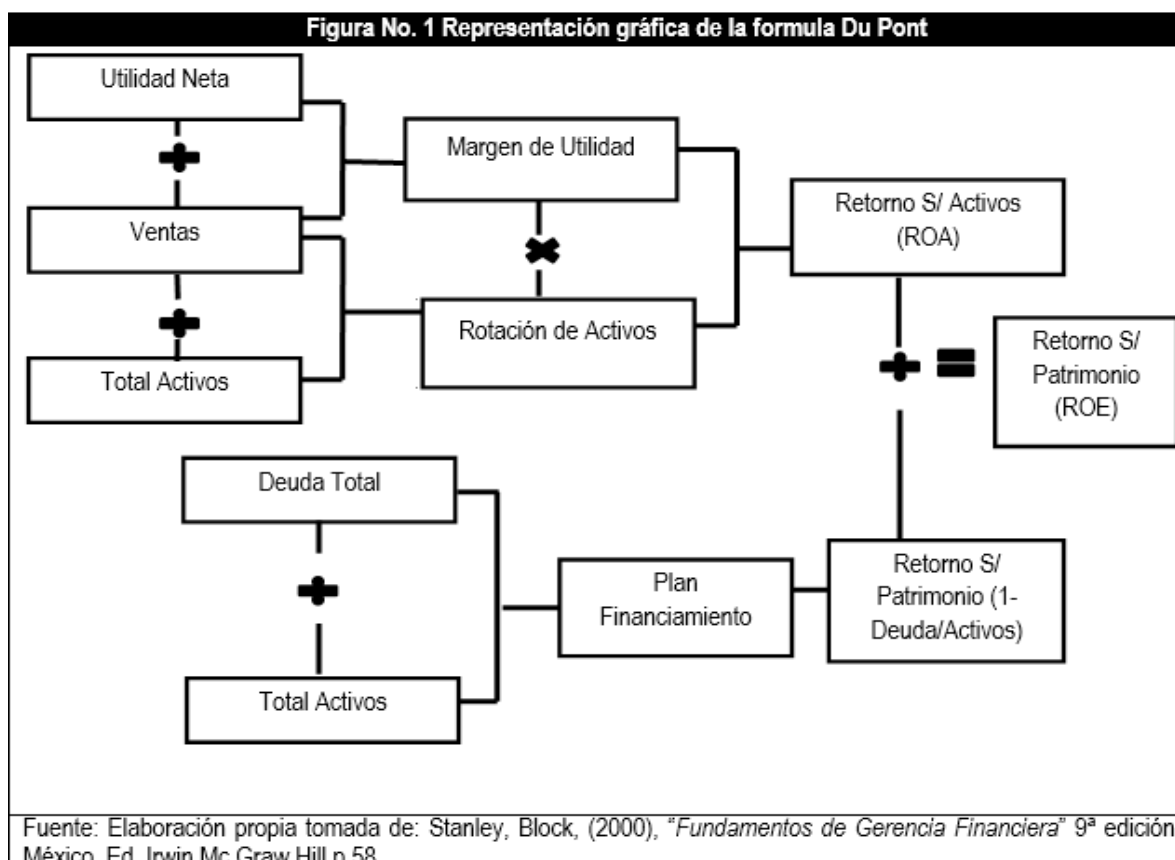 Figura No. 1 Representación gráfica de la formula Du Pont
Utilidad Neta
Ventas
Total Activos
Margen de Utilidad
Rotación de Activos
Retorno S/ Activos
(ROA)
Retorno S/
Patrimonio
(ROE)
Deuda Total
Total Activos
Plan
Financiamiento
Retorno S/
Patrimonio (1-
Deuda/Activos)
Fuente: Elaboración propia tomada de: Stanley, Block, (2000), “Fundamentos de Gerencia Financiera” 9ª edición
México, Ed. Irwin Mc Graw Hill p 58